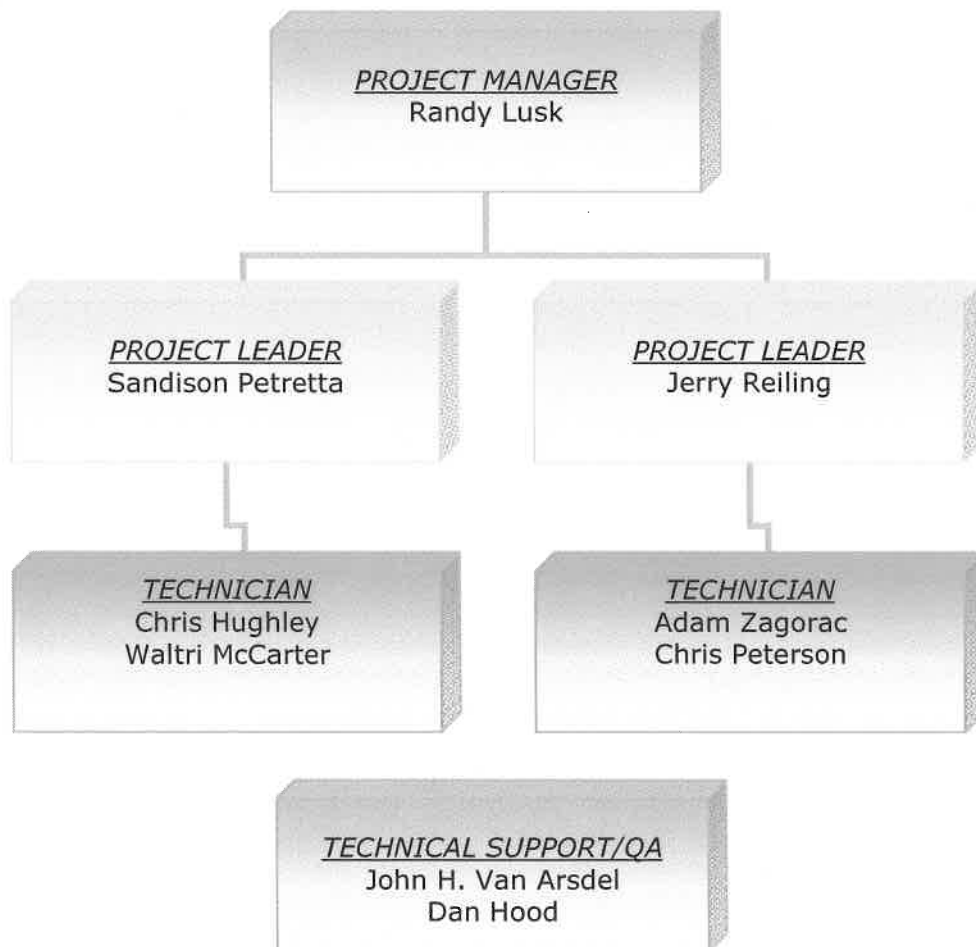 PROJECT MANAGER
Randy Lusk
PROJECT LEADER
Sandison Petretta
PROJECT LEADER
Jerry Reiling
TECHNICIAN
Chris Hughley
Waltri McCarter
TECHNICIAN
Adam Zagorac
Chris Peterson
TECHNICAL SUPPORT/QA
John H. Van Arsdel
Dan Hood